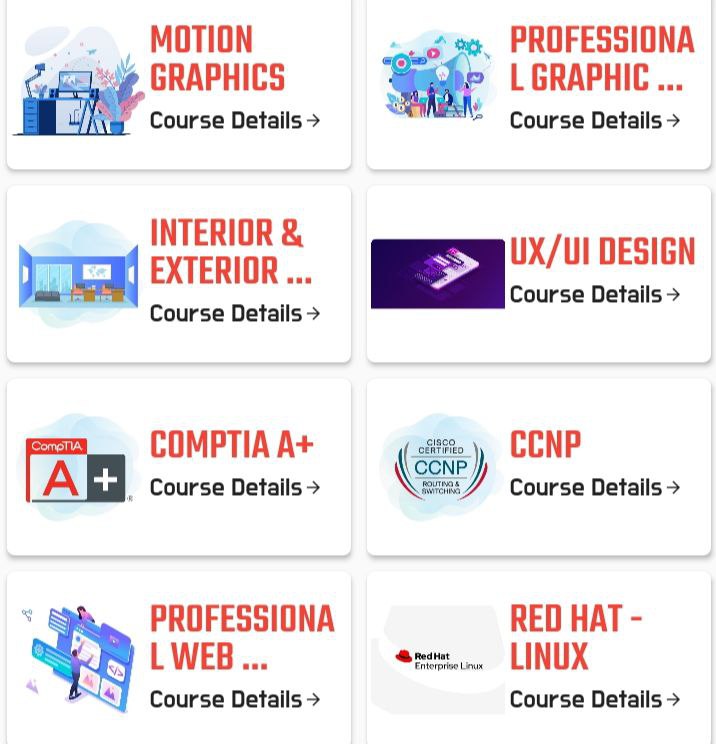 MOTION
GRAPHICS
Course Details →
PROFESSIONA
L GRAPHIC ...
Course Details →
INTERIOR &
EXTERIOR ...
Course Details →
UX/UI DESIGN
Course Details →
CompTIA
A+
®
COMPTIA A+
Course Details →
CISCO
CERTIFIED
CCNP
ROUTING &
SWITCHING
CCNP
Course Details →
PROFESSIONA
L WEB ...
Course Details →
Red Hat
Enterprise Linux
RED HAT -
LINUX
Course Details →